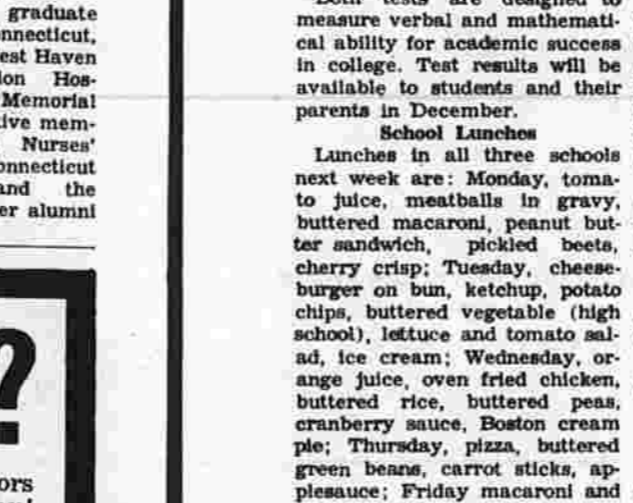 graduate
nnecticut,
est Haven
ion Hos-
Memorial
tive mem-
Nurses'
onnecticut
and the
er alumni
?
ors
Both tests are designed to
measure verbal and mathemati-
cal ability for academic success
in college. Test results will be
available to students and their
parents in December.
School Lunches
Lunches in all three schools
next week are: Monday, toma-
to juice, meatballs in gravy,
buttered macaroni, peanut but-
ter sandwich, pickled beets,
cherry crisp; Tuesday, cheese-
burger on bun, ketchup, potato
chips, buttered vegetable (high
school), lettuce and tomato sal-
ad, ice cream; Wednesday, or-
ange juice, oven fried chicken,
buttered rice, buttered peas,
cranberry sauce, Boston cream
pie; Thursday, pizza, buttered
green beans, carrot sticks, ap-
plesauce; Friday macaroni and